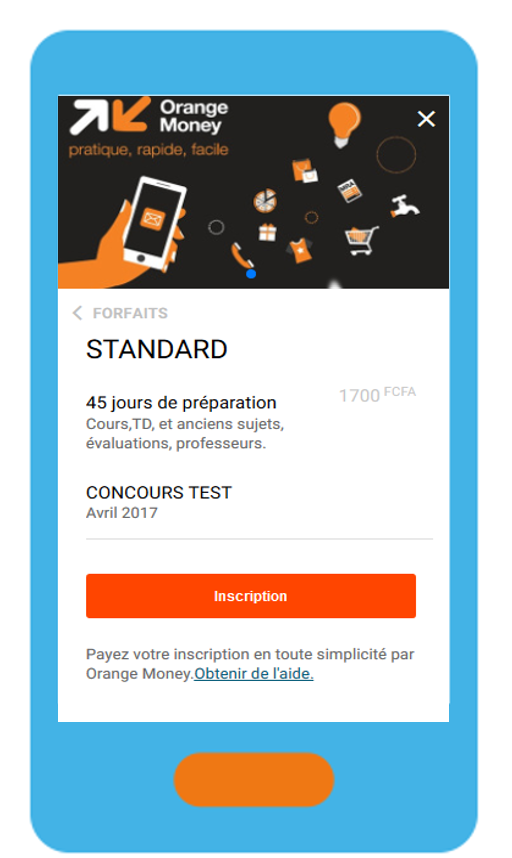 Orange
Money
pratique, rapide, facile
FORFAITS
STANDARD
45 jours de préparation
1700 FCFA
Cours,TD, et anciens sujets,
évaluations, professeurs.
CONCOURS TEST
Avril 2017
Inscription
Payez votre inscription en toute simplicité par
Orange Money.Obtenir de l'aide.